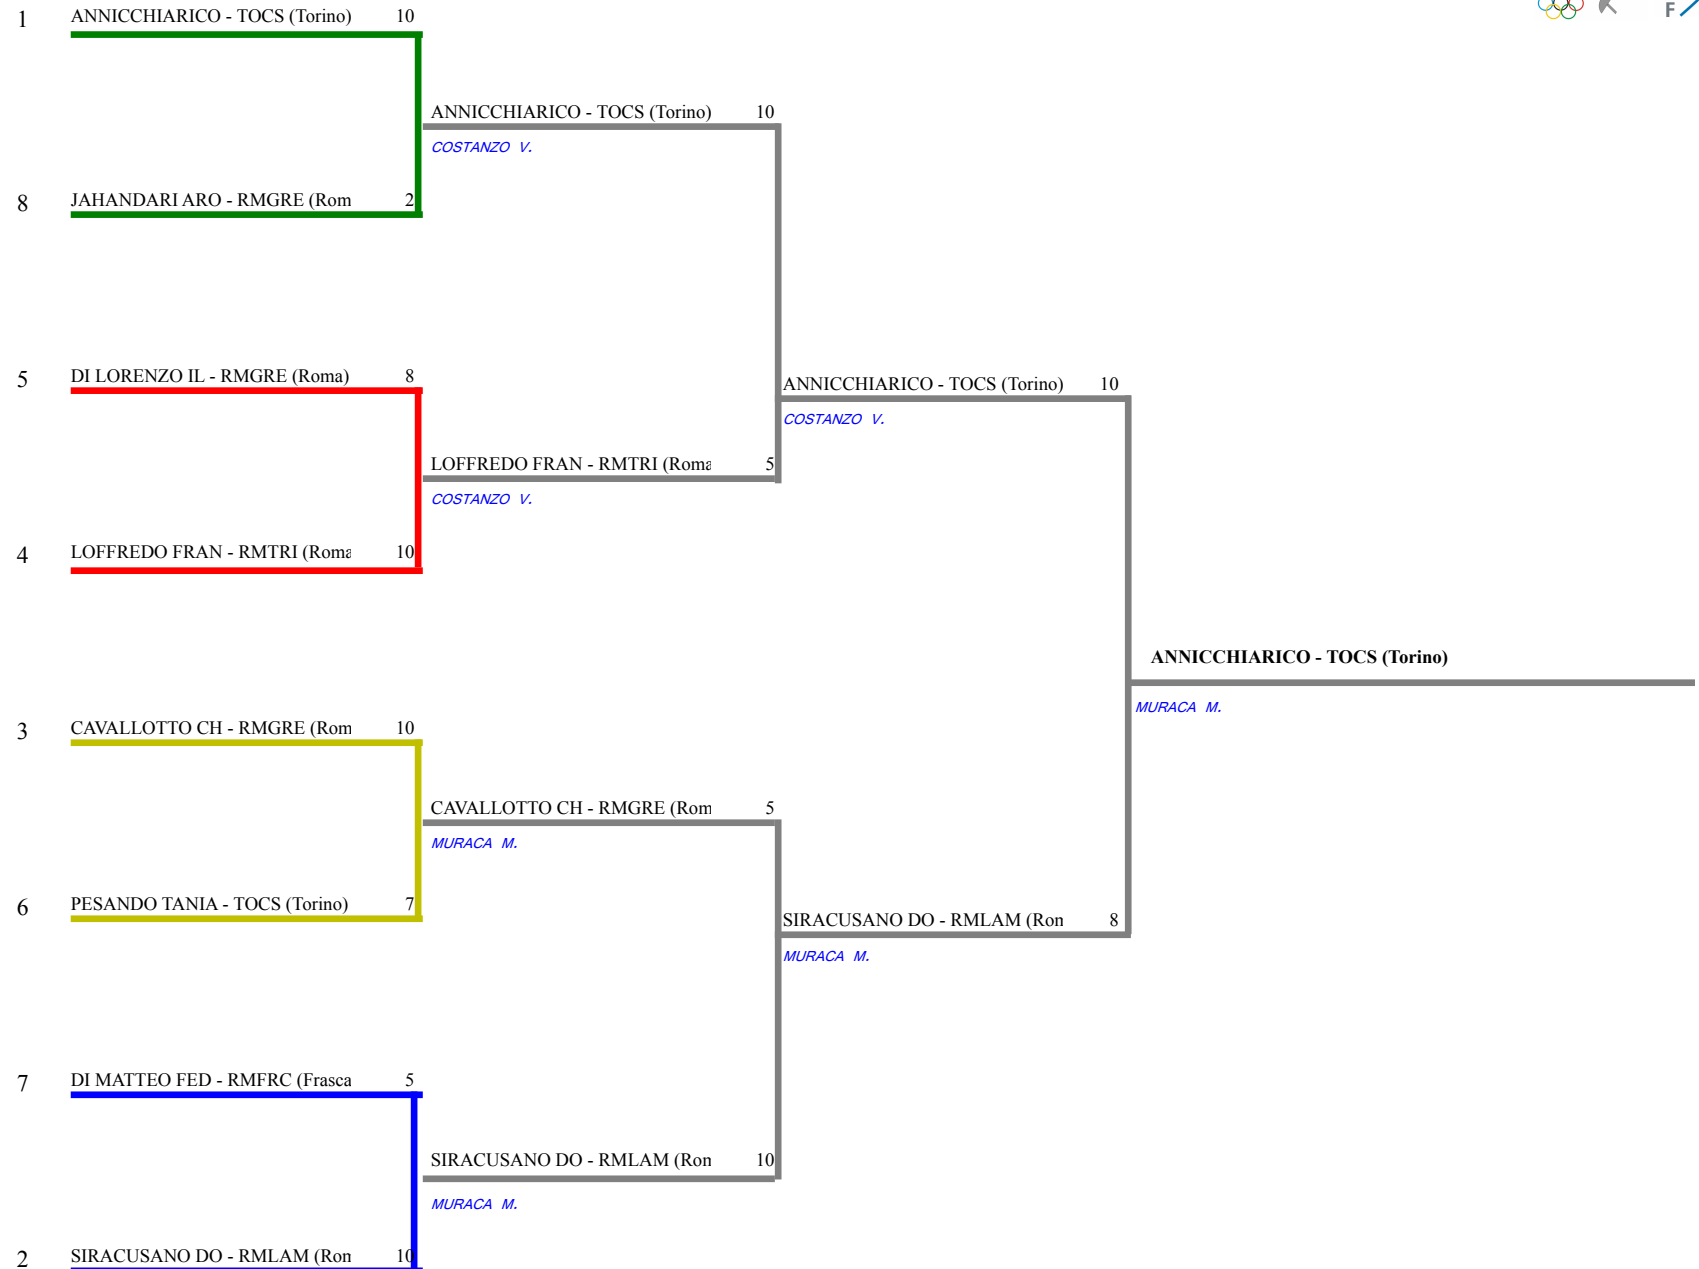 1 ANNICCHIARICO - TOCS (Torino) 10
F
ANNICCHIARICO - TOCS (Torino) 10
COSTANZO V.
8 JAHANDARI ARO - RMGRE (Rom 2
5 DI LORENZO IL - RMGRE (Roma) 8
ANNICCHIARICO - TOCS (Torino) 10
COSTANZO V.
LOFFREDO FRAN - RMTRI (Roma 5
COSTANZO V.
4 LOFFREDO FRAN - RMTRI (Roma 10
ANNICCHIARICO - TOCS (Torino)
MURACA M.
3 CAVALLOTTO CH - RMGRE (Rom 10
CAVALLOTTO CH - RMGRE (Rom 5
MURACA M.
6 PESANDO TANIA - TOCS (Torino) 7
SIRACUSANO DO - RMLAM (Ron 8
MURACA M.
7 DI MATTEO FED - RMFRC (Frasca 5
SIRACUSANO DO - RMLAM (Ron 10
MURACA M.
2 SIRACUSANO DO - RMLAM (Ron 10